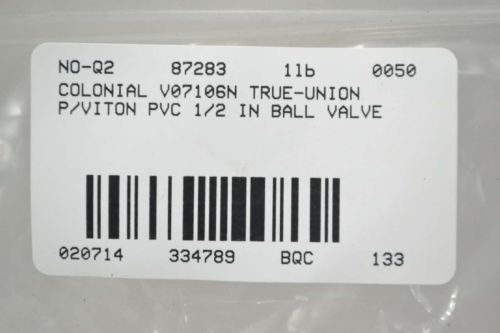 NO-Q2 87283 1lb 0050
COLONIAL V07106N TRUE-UNION
P/VITON PVC 1/2 IN BALL VALVE
020714 334789 BQC 133